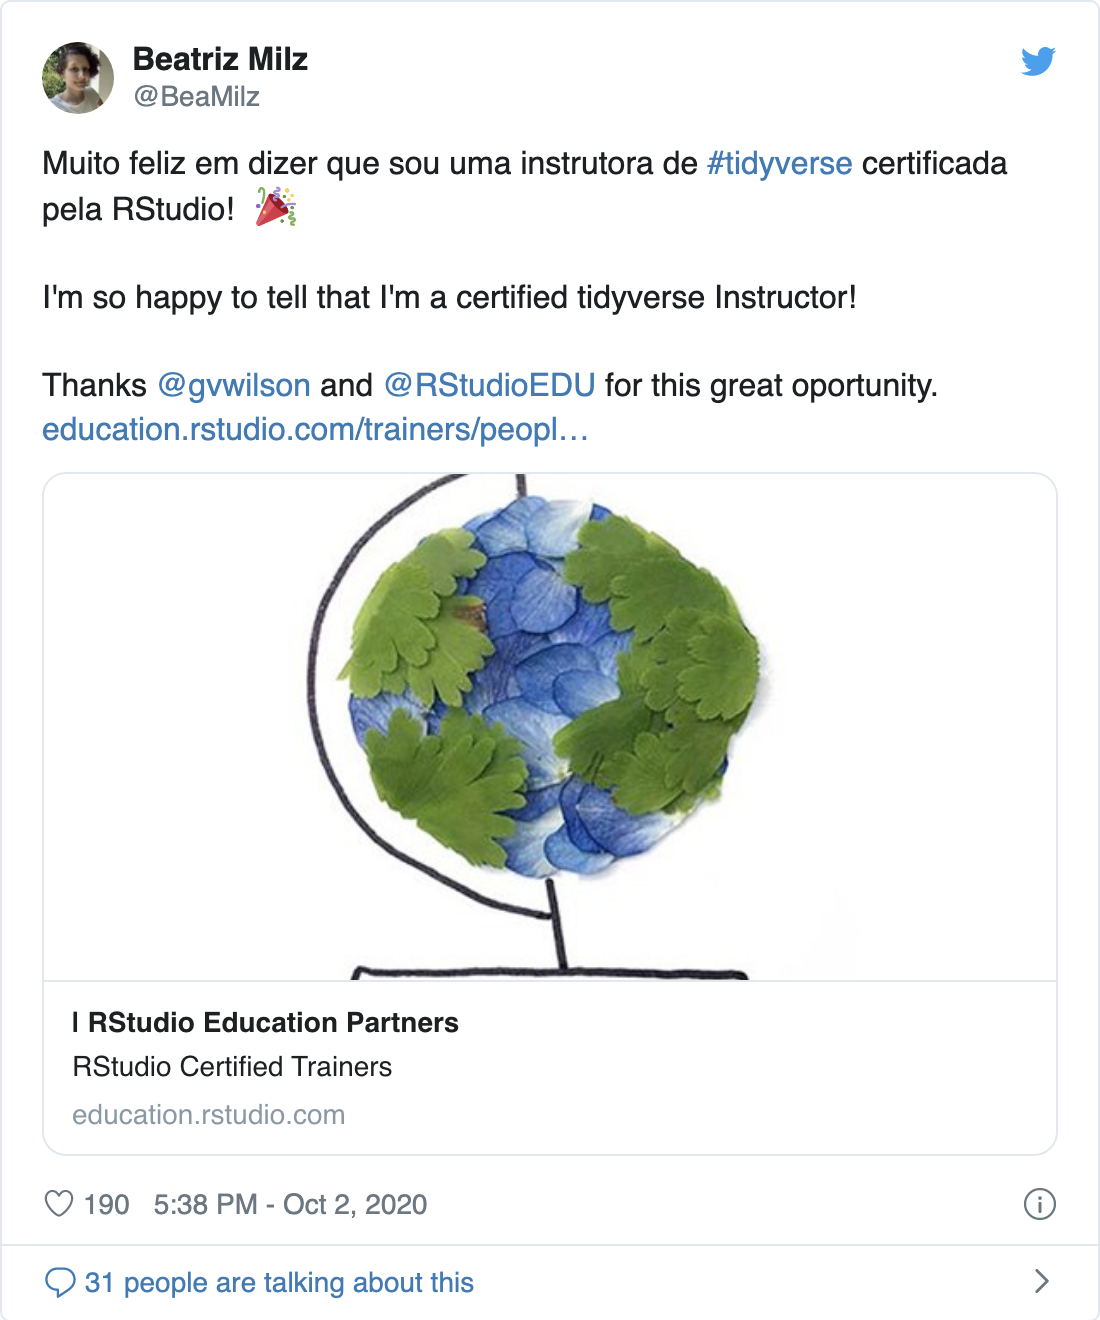 Beatriz Milz
@BeaMilz
Muito feliz em dizer que sou uma instrutora de #tidyverse certificada
pela RStudio! 🎉
I'm so happy to tell that I'm a certified tidyverse Instructor!
Thanks @gvwilson and @RStudioEDU for this great oportunity.
education.rstudio.com/trainers/peopl…
| RStudio Education Partners
RStudio Certified Trainers
education.rstudio.com
190 5:38 PM - Oct 2, 2020
31 people are talking about this